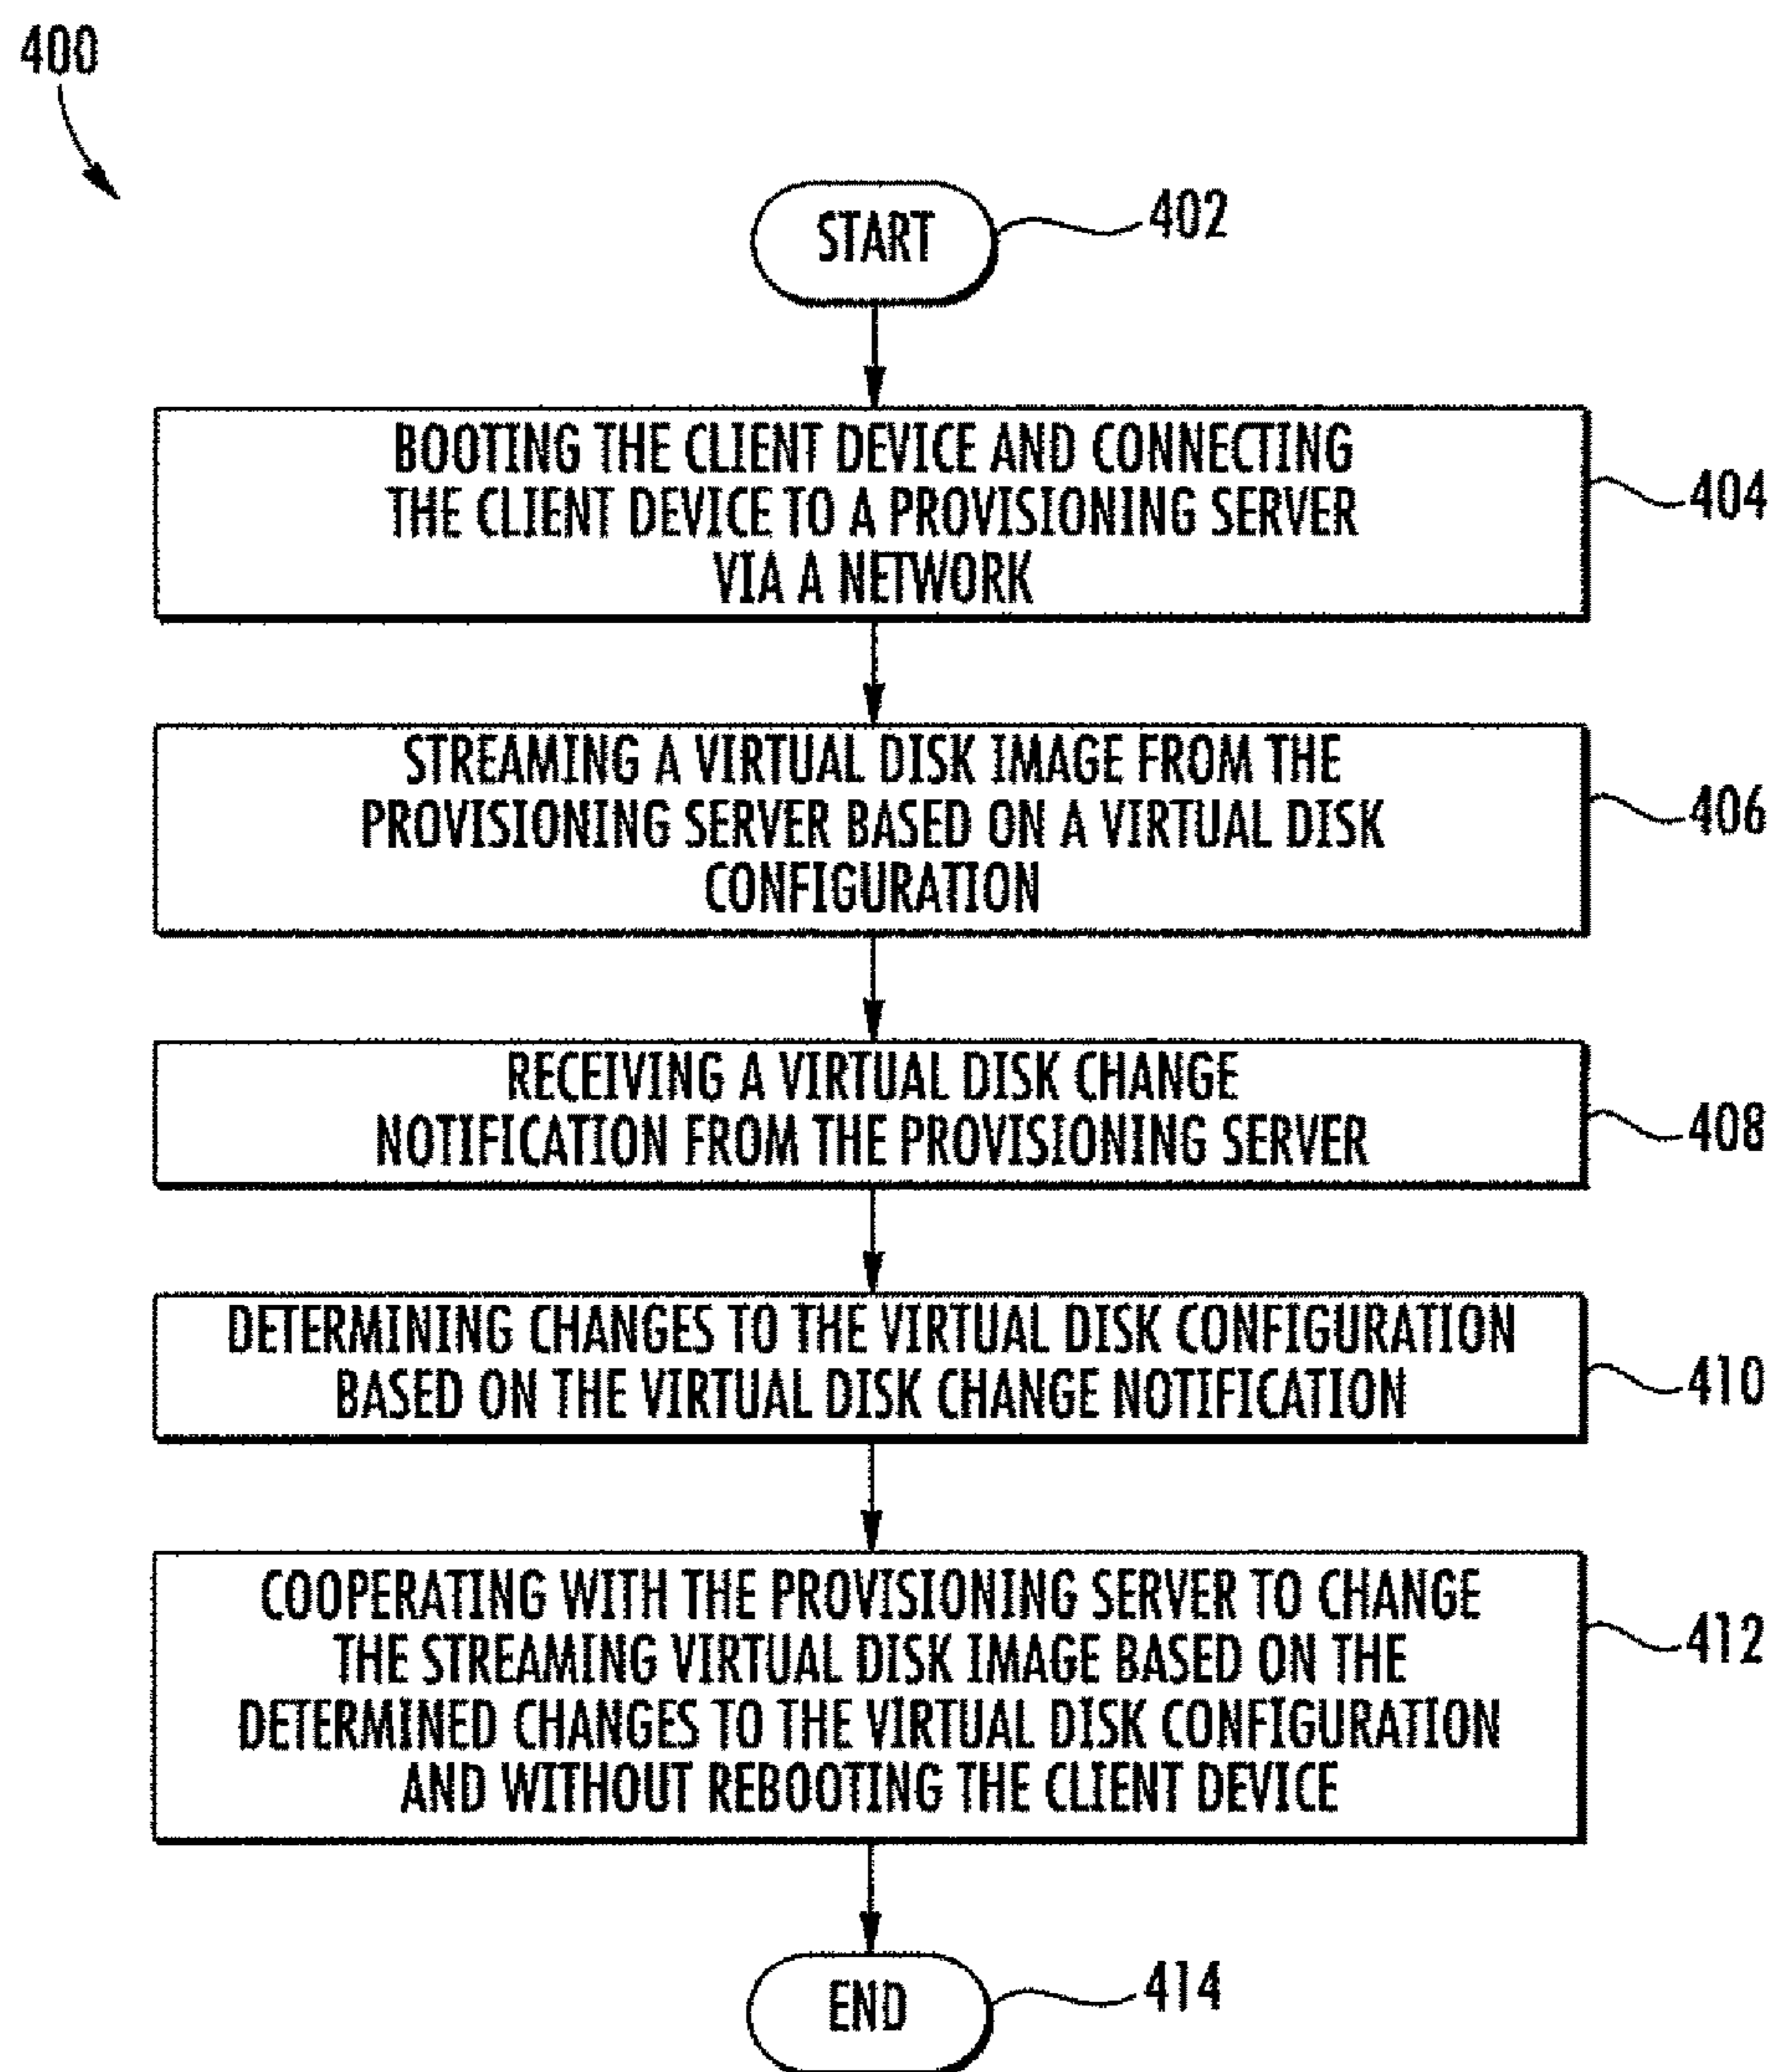 400
START
402
BOOTING THE CLIENT DEVICE AND CONNECTING
THE CLIENT DEVICE TO A PROVISIONING SERVER
VIA A NETWORK
404
STREAMING A VIRTUAL DISK IMAGE FROM THE
PROVISIONING SERVER BASED ON A VIRTUAL DISK
CONFIGURATION
406
RECEIVING A VIRTUAL DISK CHANGE
NOTIFICATION FROM THE PROVISIONING SERVER
408
DETERMINING CHANGES TO THE VIRTUAL DISK CONFIGURATION
BASED ON THE VIRTUAL DISK CHANGE NOTIFICATION
410
COOPERATING WITH THE PROVISIONING SERVER TO CHANGE
THE STREAMING VIRTUAL DISK IMAGE BASED ON THE
DETERMINED CHANGES TO THE VIRTUAL DISK CONFIGURATION
AND WITHOUT REBOOTING THE CLIENT DEVICE
412
END
414